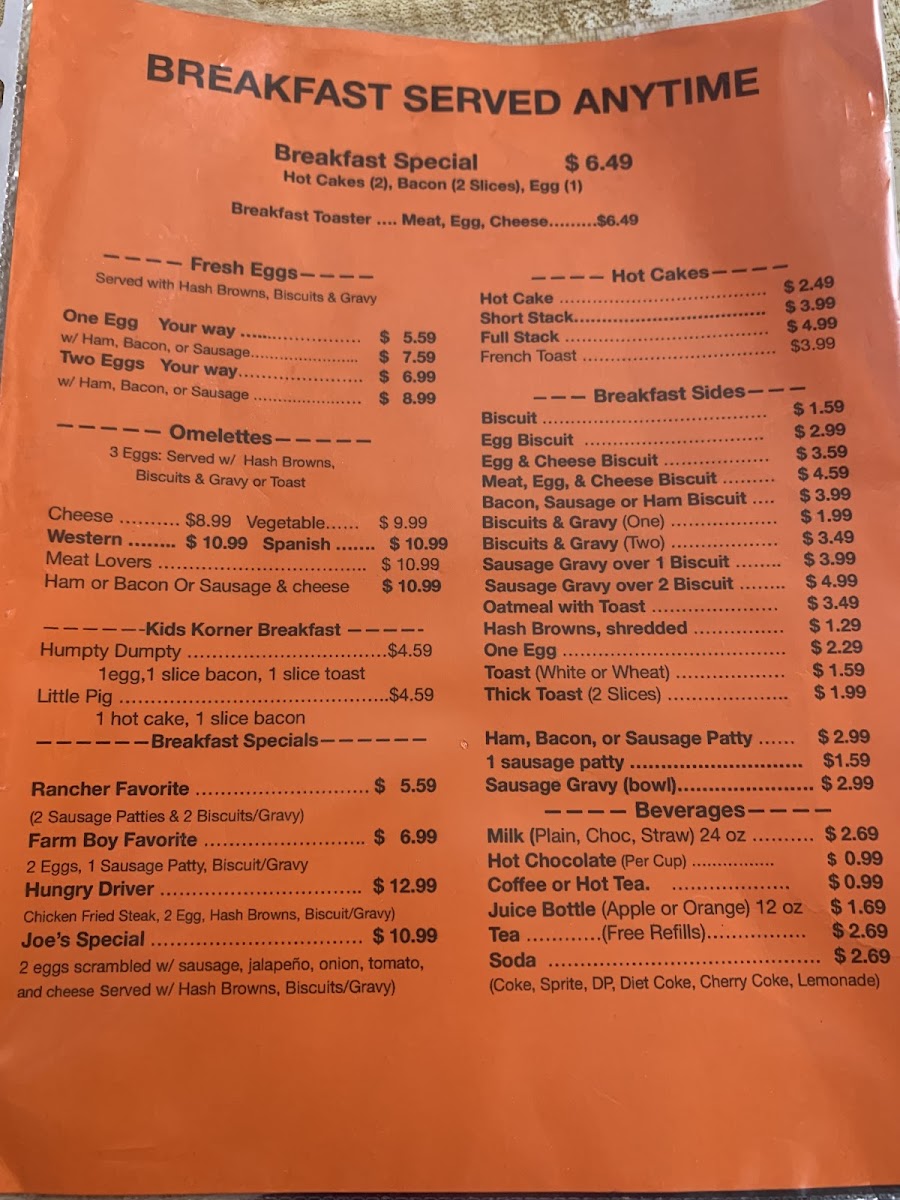 BREAKFAST SERVED ANYTIME
Breakfast Special $ 6.49
Hot Cakes (2), Bacon (2 Slices), Egg (1)
Breakfast Toaster .... Meat, Egg, Cheese.........$6.49
– – – – Fresh Eggs– – – –
Served with Hash Browns, Biscuits & Gravy
One Egg Your way ...................... $ 5.59
w/ Ham, Bacon, or Sausage...................... $ 7.59
Two Eggs Your way...................... $ 6.99
w/ Ham, Bacon, or Sausage ...................... $ 8.99
– – – – – Omelettes– – – – –
3 Eggs: Served w/ Hash Browns,
Biscuits & Gravy or Toast
Cheese .......... $8.99 Vegetable...... $ 9.99
Western ........ $ 10.99 Spanish ....... $ 10.99
Meat Lovers ...................................... $ 10.99
Ham or Bacon Or Sausage & cheese $ 10.99
– – – – – –-Kids Korner Breakfast – – – –-
Humpty Dumpty ......................................$4.59
1egg,1 slice bacon, 1 slice toast
Little Pig ...................................................$4.59
1 hot cake, 1 slice bacon
– – – – – – Breakfast Specials– – – – – –
Rancher Favorite .............................. $ 5.59
(2 Sausage Patties & 2 Biscuits/Gravy)
Farm Boy Favorite ............................ $ 6.99
2 Eggs, 1 Sausage Patty, Biscuit/Gravy
Hungry Driver ................................... $ 12.99
Chicken Fried Steak, 2 Egg, Hash Browns, Biscuit/Gravy)
Joe's Special .................................... $ 10.99
2 eggs scrambled w/ sausage, jalapeño, onion, tomato,
and cheese Served w/ Hash Browns, Biscuits/Gravy)
– – – – Hot Cakes– – – –
Hot Cake ...................................... $ 2.49
Short Stack................................... $ 3.99
Full Stack ..................................... $ 4.99
French Toast ................................... $3.99
– – – Breakfast Sides– – –
Biscuit ........................................... $ 1.59
Egg Biscuit ................................... $ 2.99
Egg & Cheese Biscuit .................... $ 3.59
Meat, Egg, & Cheese Biscuit .......... $ 4.59
Bacon, Sausage or Ham Biscuit .... $ 3.99
Biscuits & Gravy (One) .................... $ 1.99
Biscuits & Gravy (Two) .................... $ 3.49
Sausage Gravy over 1 Biscuit ........ $ 3.99
Sausage Gravy over 2 Biscuit ........ $ 4.99
Oatmeal with Toast ........................ $ 3.49
Hash Browns, shredded ................ $ 1.29
One Egg ........................................ $ 2.29
Toast (White or Wheat) .................... $ 1.59
Thick Toast (2 Slices) ...................... $ 1.99
Ham, Bacon, or Sausage Patty ...... $ 2.99
1 sausage patty ............................... $1.59
Sausage Gravy (bowl)........................ $ 2.99
– – – – Beverages– – – –
Milk (Plain, Choc, Straw) 24 oz .......... $ 2.69
Hot Chocolate (Per Cup) ................ $ 0.99
Coffee or Hot Tea. .................... $ 0.99
Juice Bottle (Apple or Orange) 12 oz $ 1.69
Tea ............(Free Refills)................ $ 2.69
Soda ............................................. $ 2.69
(Coke, Sprite, DP, Diet Coke, Cherry Coke, Lemonade)